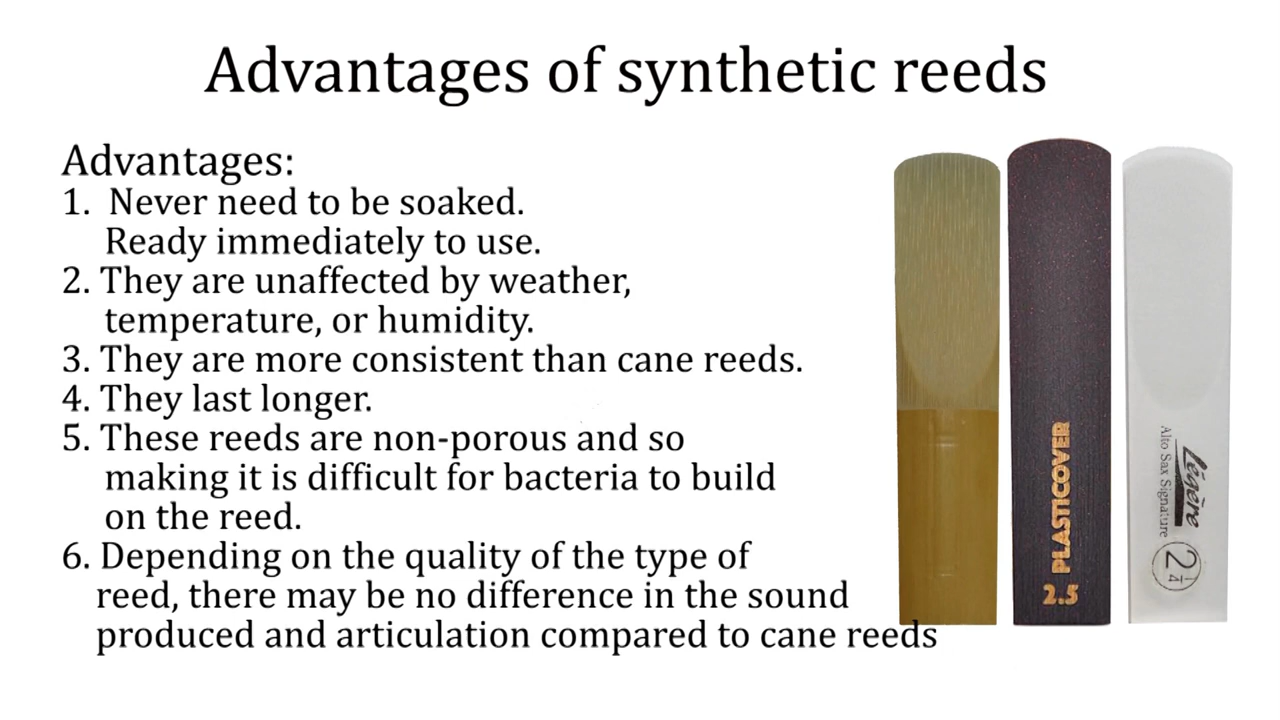 Advantages of synthetic reeds
Advantages:
1. Never need to be soaked.
Ready immediately to use.
2. They are unaffected by weather,
temperature, or humidity.
3. They are more consistent than cane reeds.
4. They last longer.
5. These reeds are non-porous and so
making it is difficult for bacteria to build
on the reed.
6. Depending on the quality of the type of
reed, there may be no difference in the sound
produced and articulation compared to cane reeds
2.5 PLASTICOVER
Légère
Alto Sax Signature
2 1/4